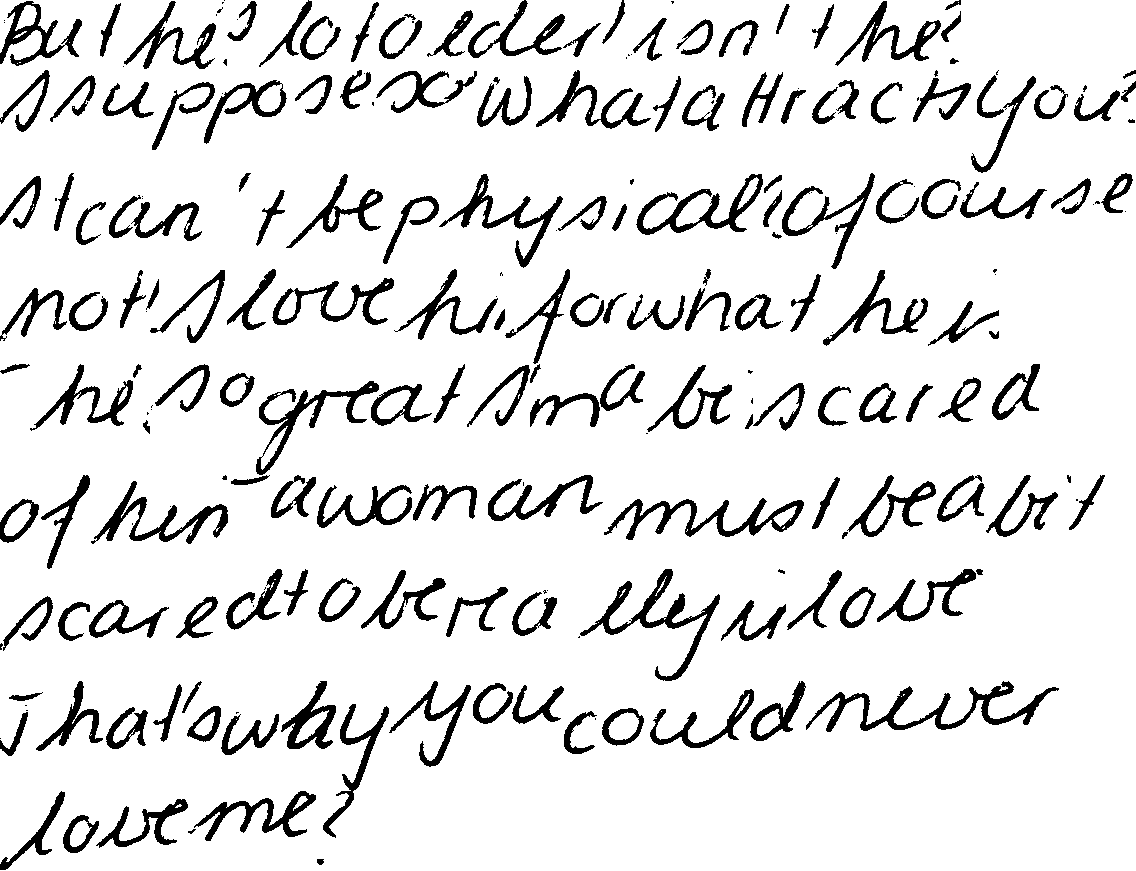 But he's lot older, isn't he?
I suppose so. What attracts you?
It can't be physical. Of course
not! I love him for what he is
- he's so great. I'm a bit scared
of him - a woman must be a bit
scared to be really in love
That's why you could never
love me?